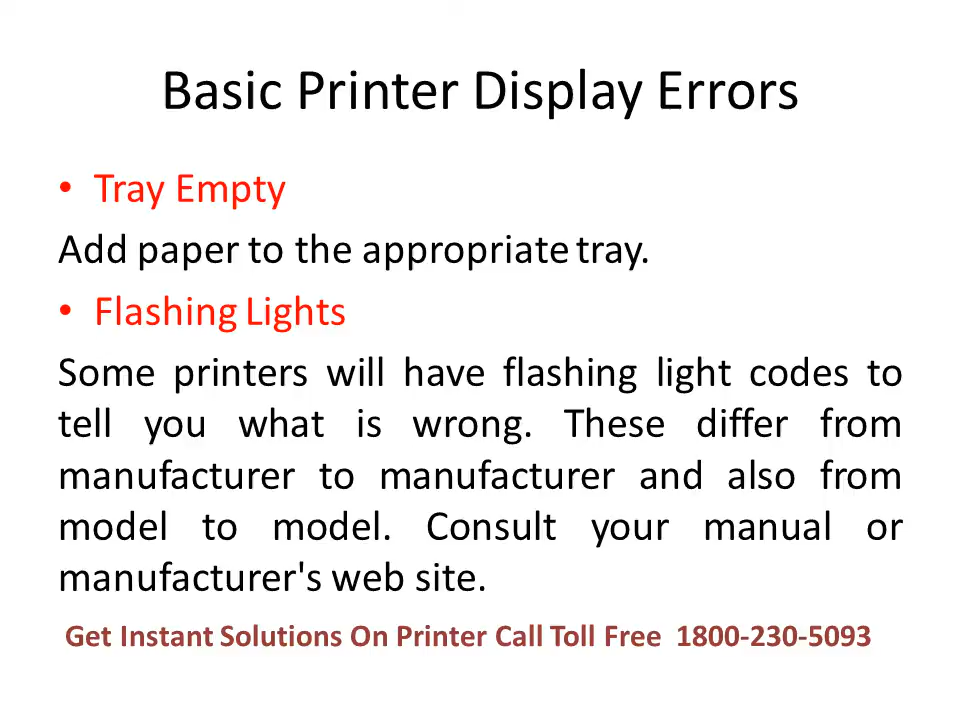 Basic Printer Display Errors
• Tray Empty
Add paper to the appropriate tray.
• Flashing Lights
Some printers will have flashing light codes to
tell you what is wrong. These differ from
manufacturer to manufacturer and also from
model to model. Consult your manual or
manufacturer's web site.
Get Instant Solutions On Printer Call Toll Free 1800-230-5093